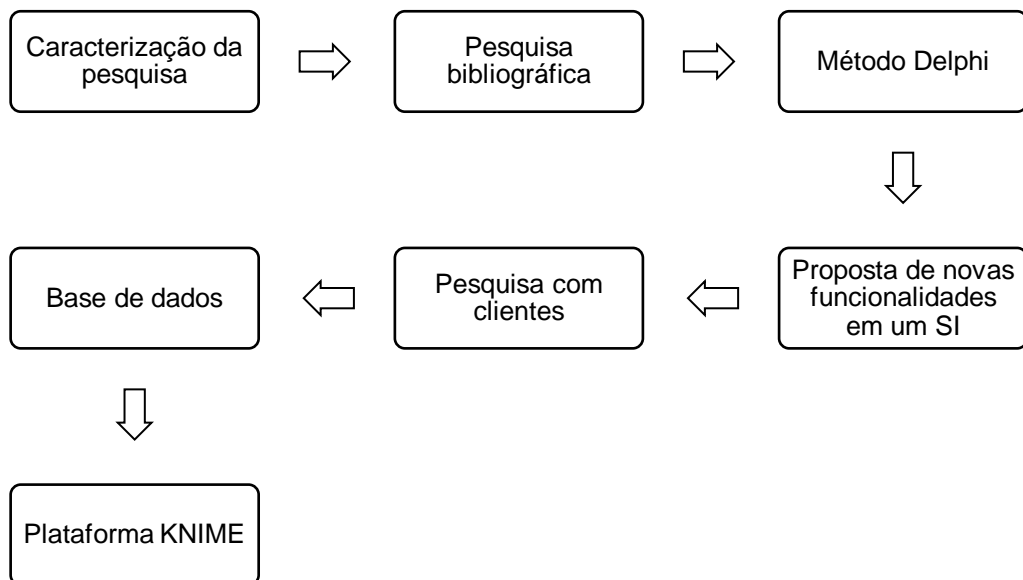 Caracterização da
pesquisa
Pesquisa
bibliográfica
Método Delphi
Proposta de novas
funcionalidades
em um SI
Pesquisa com
clientes
Base de dados
Plataforma KNIME